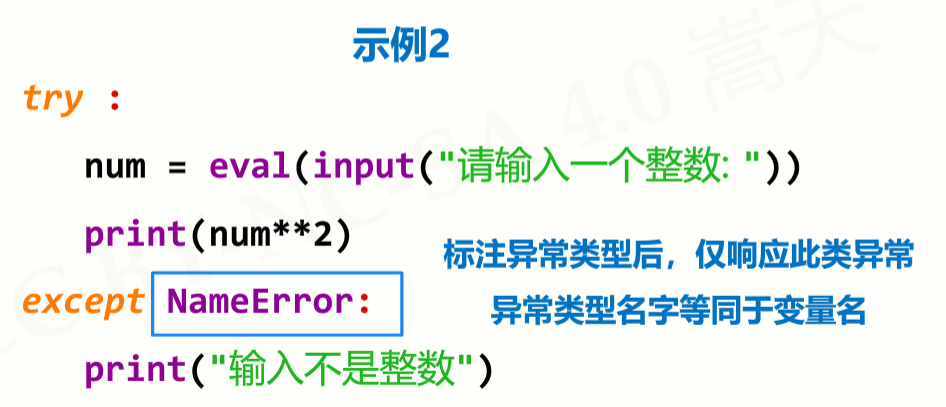 示例2
try :
num = eval(input("请输入一个整数: "))
print(num**2)
标注异常类型后，仅响应此类异常
except NameError:
异常类型名字等同于变量名
print("输入不是整数")
CC BY NC-SA 4.0 嵩天